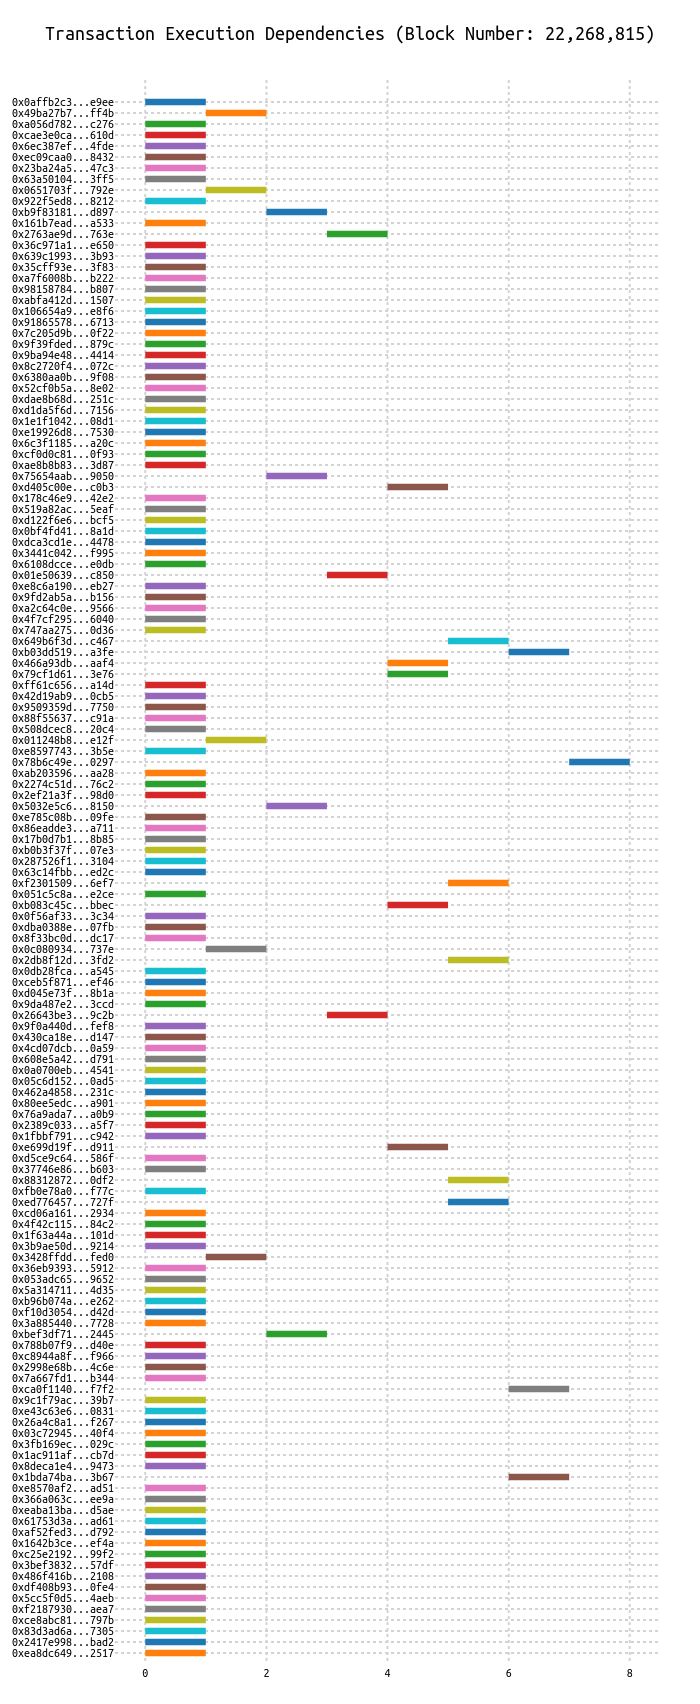 Transaction Execution Dependencies (Block Number: 22,268,815)
0x0affb2c3...e9ee
0x49ba27b7...ff4b
0xa056d782...c276
0xcae3e0ca...610d
0x6ec387ef...4fde
0xec09caa0...8432
0x23ba24a5...47c3
0x63a50104...3ff5
0x0651703f...792e
0x922f5ed8...8212
0xb9f83181...d897
0x161b7ead...a533
0x2763ae9d...763e
0x36c971a1...e650
0x639c1993...3b93
0x35cff93e...3f83
0xa7f6008b...b222
0x98158784...b807
0xabfa412d...1507
0x106654a9...e8f6
0x91865578...6713
0x7c205d9b...0f22
0x9f39fded...879c
0x9ba94e48...4414
0x8c2720f4...072c
0x6380aa0b...9f08
0x52cf0b5a...8e02
0xdae8b68d...251c
0xd1da5f6d...7156
0x1e1f1042...08d1
0xe19926d8...7530
0x6c3f1185...a20c
0xcf0d0c81...0f93
0xae8b8b83...3d87
0x75654aab...9050
0xd405c00e...c0b3
0x178c46e9...42e2
0x519a82ac...5eaf
0xd122f6e6...bcf5
0x0bf4fd41...8a1d
0xdca3cd1e...4478
0x3441c042...f995
0x6108dcce...e0db
0x01e50639...c850
0xe8c6a190...eb27
0x9fd2ab5a...b156
0xa2c64c0e...9566
0x4f7cf295...6040
0x747aa275...0d36
0x649b6f3d...c467
0xb03dd519...a3fe
0x466a93db...aaf4
0x79cf1d61...3e76
0xff61c656...a14d
0x42d19ab9...0cb5
0x9509359d...7750
0x88f55637...c91a
0x508dcec8...20c4
0x011248b8...e12f
0xe8597743...3b5e
0x78b6c49e...0297
0xab203596...aa28
0x2274c51d...76c2
0x2ef21a3f...98d0
0x5032e5c6...8150
0xe785c08b...09fe
0x86eadde3...a711
0x17b0d7b1...8b85
0xb0b3f37f...07e3
0x287526f1...3104
0x63c14fbb...ed2c
0xf2301509...6ef7
0x051c5c8a...e2ce
0xb083c45c...bbec
0x0f56af33...3c34
0xdba0388e...07fb
0x8f33bc0d...dc17
0x0c080934...737e
0x2db8f12d...3fd2
0x0db28fca...a545
0xceb5f871...ef46
0xd045e73f...8b1a
0x9da487e2...3ccd
0x26643be3...9c2b
0x9f0a440d...fef8
0x430ca18e...d147
0x4cd07dcb...0a59
0x608e5a42...d791
0x0a0700eb...4541
0x05c6d152...0ad5
0x462a4858...231c
0x80ee5edc...a901
0x76a9ada7...a0b9
0x2389c033...a5f7
0x1fbbf791...c942
0xe699d19f...d911
0xd5ce9c64...586f
0x37746e86...b603
0x88312872...0df2
0xfb0e78a0...f77c
0xed776457...727f
0xcd06a161...2934
0x4f42c115...84c2
0x1f63a44a...101d
0x3b9ae50d...9214
0x3428ffdd...fed0
0x36eb9393...5912
0x053adc65...9652
0x5a314711...4d35
0xb96b074a...e262
0xf10d3054...d42d
0x3a885440...7728
0xbef3df71...2445
0x788b07f9...d40e
0xc8944a8f...f966
0x2998e68b...4c6e
0x7a667fd1...b344
0xca0f1140...f7f2
0x9c1f79ac...39b7
0xe43c63e6...0831
0x26a4c8a1...f267
0x03c72945...40f4
0x3fb169ec...029c
0x1ac911af...cb7d
0x8deca1e4...9473
0x1bda74ba...3b67
0xe8570af2...ad51
0x366a063c...ee9a
0xeaba13ba...d5ae
0x61753d3a...ad61
0xaf52fed3...d792
0x1642b3ce...ef4a
0xc25e2192...99f2
0x3bef3832...57df
0x486f416b...2108
0xdf408b93...0fe4
0x5cc5f0d5...4aeb
0xf2187930...aea7
0xce8abc81...797b
0x83d3ad6a...7305
0x2417e998...bad2
0xea8dc649...2517
0 2 4 6 8